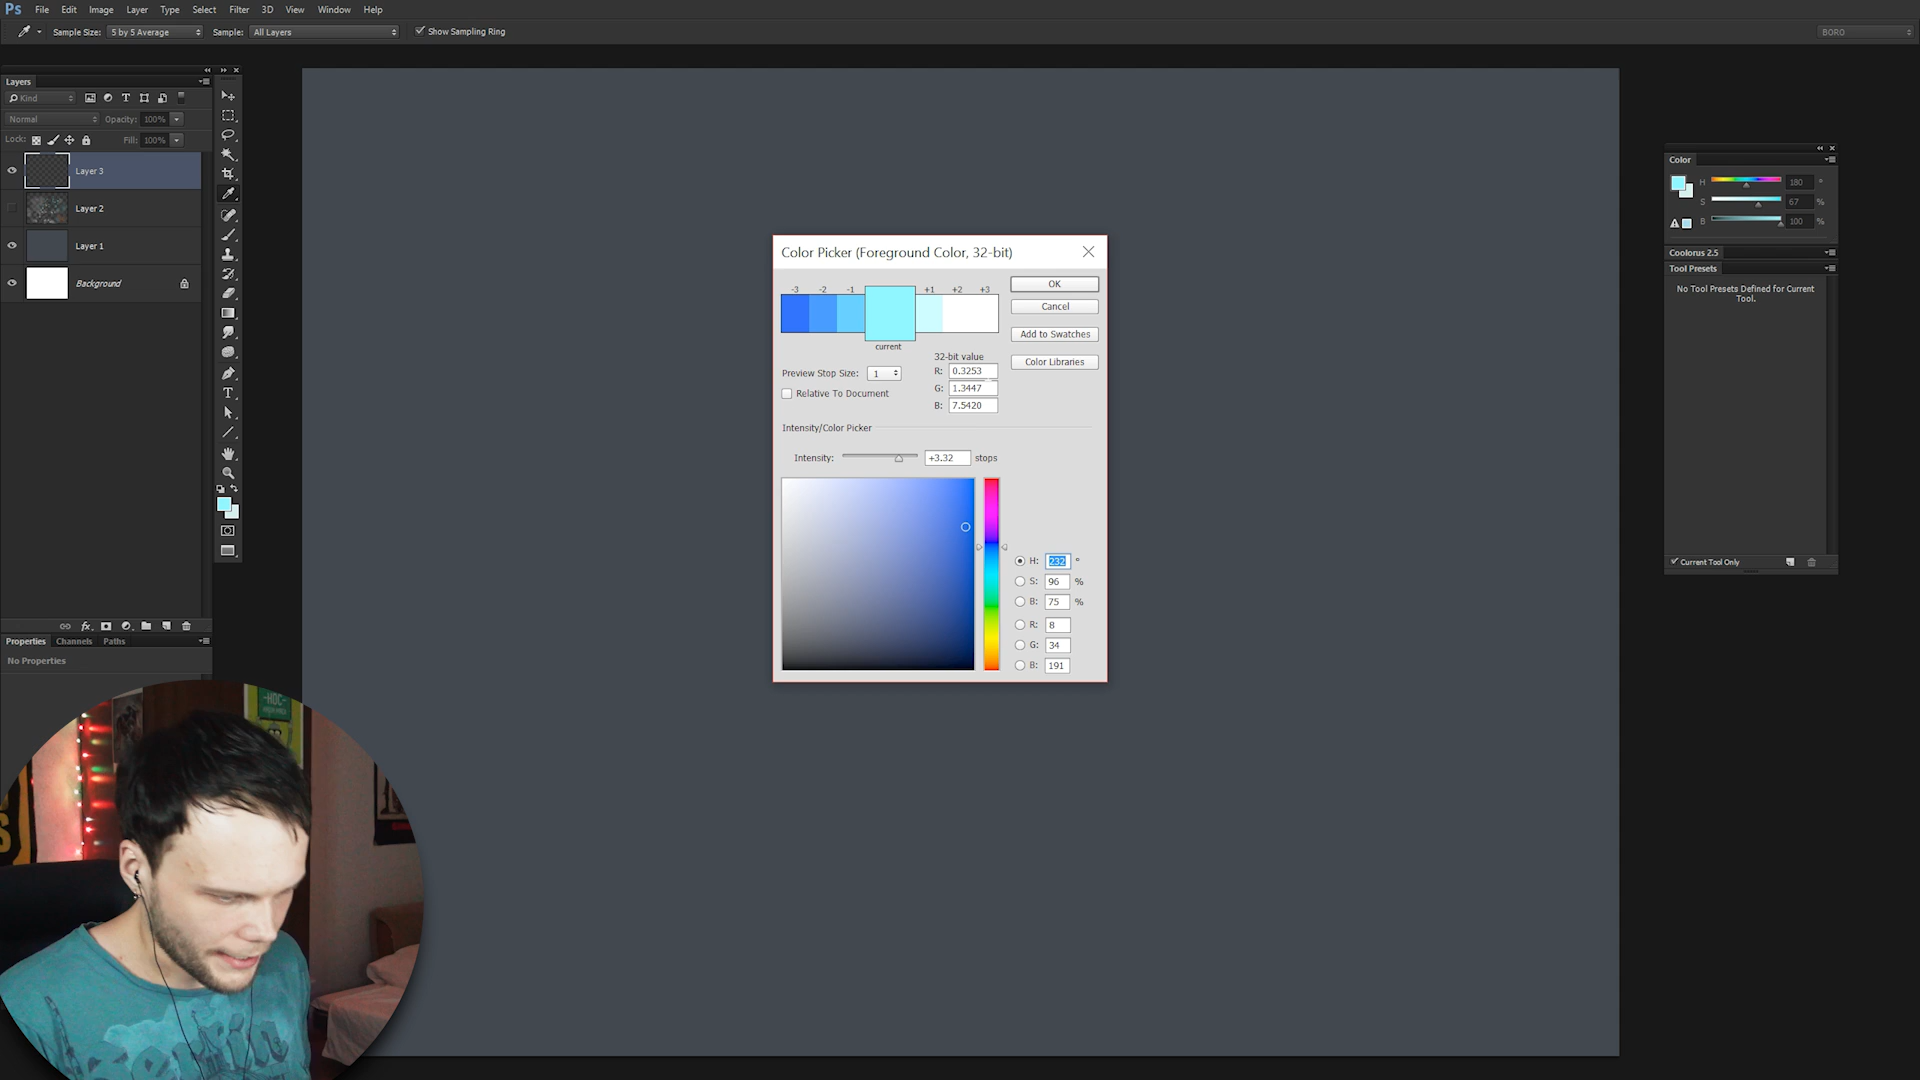 Ps File Edit Image Layer Type Select Filter 3D View Window Help
Sample Size: 5 by 5 Average Sample: All Layers Show Sampling Ring BORO
Layers
Kind
Normal Opacity: 100%
Lock: Fill: 100%
Layer 3
Layer 2
Layer 1
Background
Properties Channels Paths
No Properties
Color Picker (Foreground Color, 32-bit)
-3 -2 -1 +1 +2 +3
current
OK
Cancel
Add to Swatches
Color Libraries
32-bit value
R: 0.3253
G: 1.3447
B: 7.5420
Preview Stop Size: 1
Relative To Document
Intensity/Color Picker
Intensity: +3.32 stops
H: 232 °
S: 96 %
B: 75 %
R: 8
G: 34
B: 191
Color
H 180 °
S 67 %
B 100 %
Coolorus 2.5
Tool Presets
No Tool Presets Defined for Current
Tool.
Current Tool Only